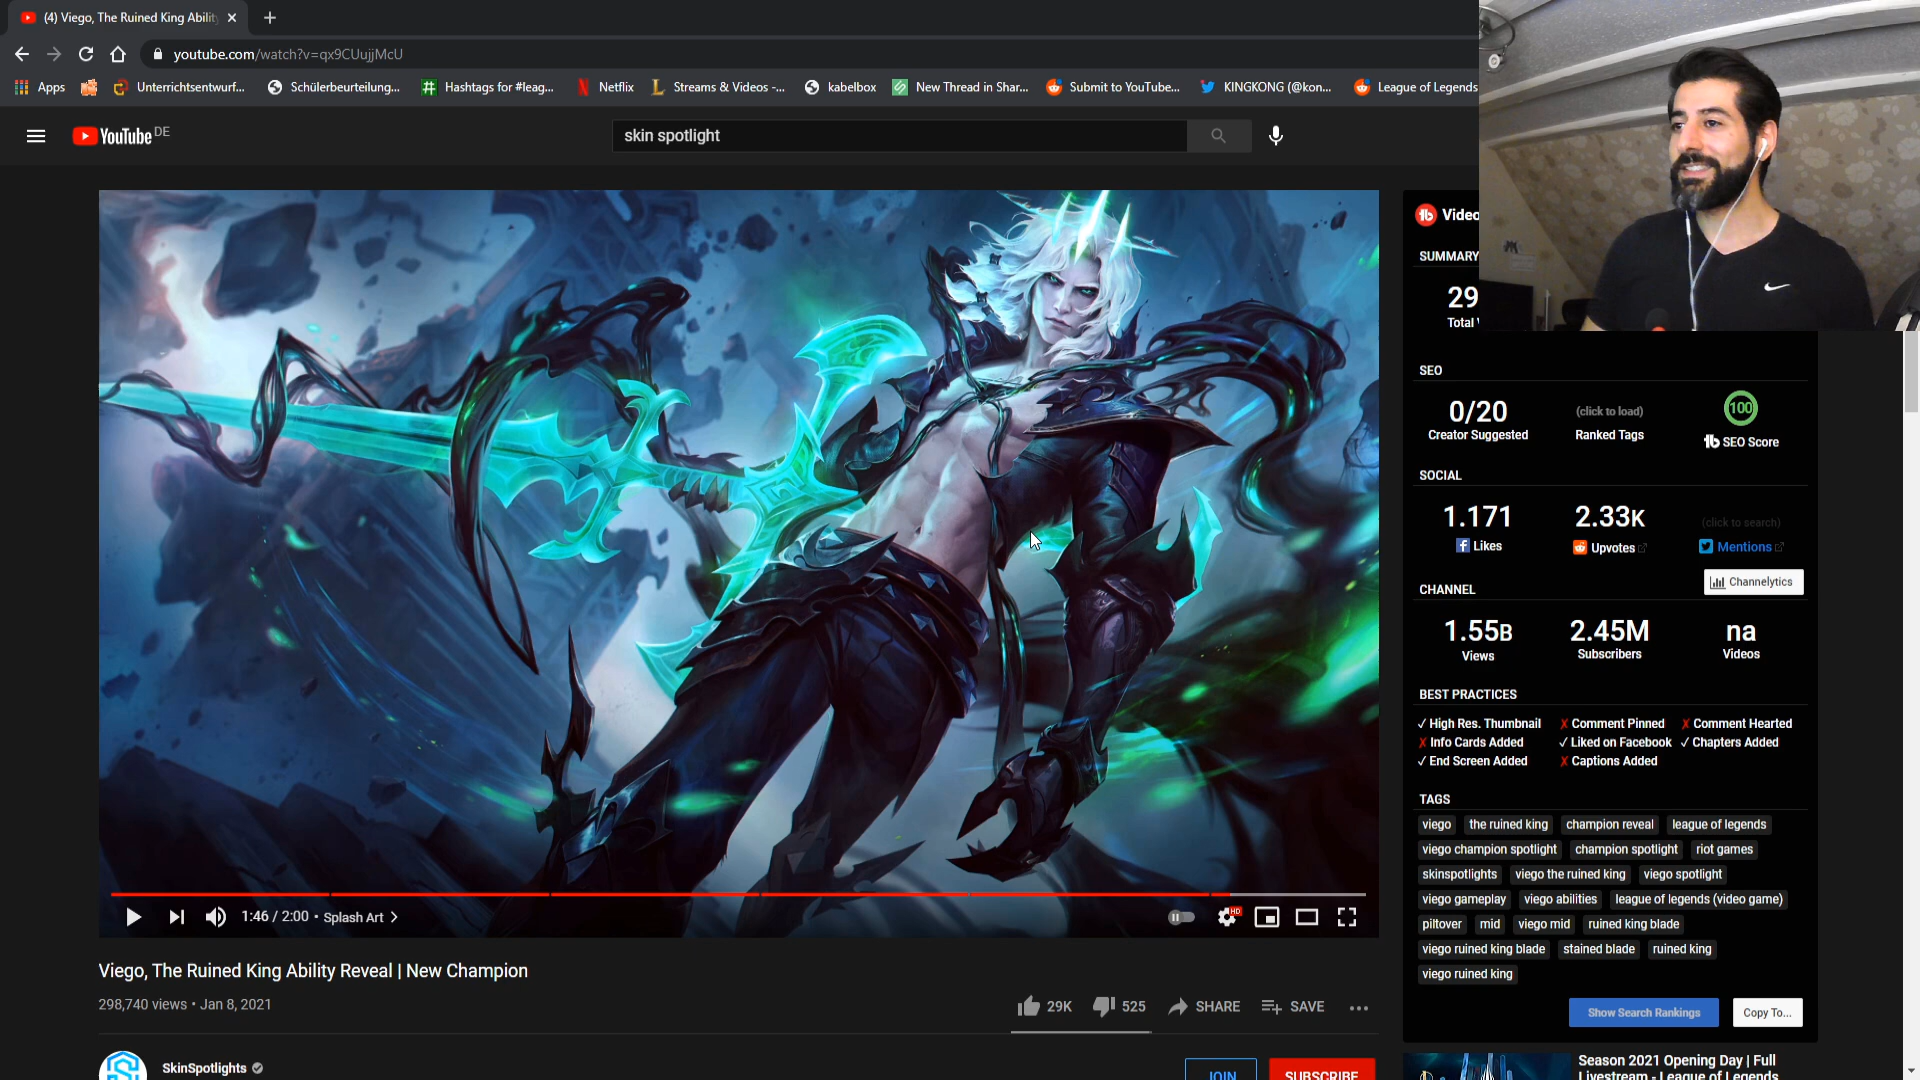 (4) Viego, The Ruined King Abilit
youtube.com/watch?v=qx9CUujjMcU
Apps Unterrichtsentwurf... Schülerbeurteilung... Hashtags for #leag... Netflix Streams & Videos -... kabelbox New Thread in Shar... Submit to YouTube... KINGKONG (@kon... League of Legends
YouTube DE
skin spotlight
Video
SUMMARY
29
Total
SEO
0/20 (click to load) 100
Creator Suggested Ranked Tags tb SEO Score
SOCIAL
1.171 2.33K (click to search)
Likes Upvotes Mentions
CHANNEL Channelytics
1.55B 2.45M na
Views Subscribers Videos
BEST PRACTICES
✓ High Res. Thumbnail ✗ Comment Pinned ✗ Comment Hearted
✗ Info Cards Added ✓ Liked on Facebook ✓ Chapters Added
✓ End Screen Added ✗ Captions Added
TAGS
viego the ruined king champion reveal league of legends
viego champion spotlight champion spotlight riot games
skinspotlights viego the ruined king viego spotlight
viego gameplay viego abilities league of legends (video game)
piltover mid viego mid ruined king blade
viego ruined king blade stained blade ruined king
viego ruined king
Show Search Rankings Copy To...
1:46 / 2:00 • Splash Art HD
Viego, The Ruined King Ability Reveal | New Champion
298,740 views • Jan 8, 2021
29K 525 SHARE SAVE
SkinSpotlights
JOIN SUBSCRIBE
Season 2021 Opening Day | Full
Livestream - League of Legends